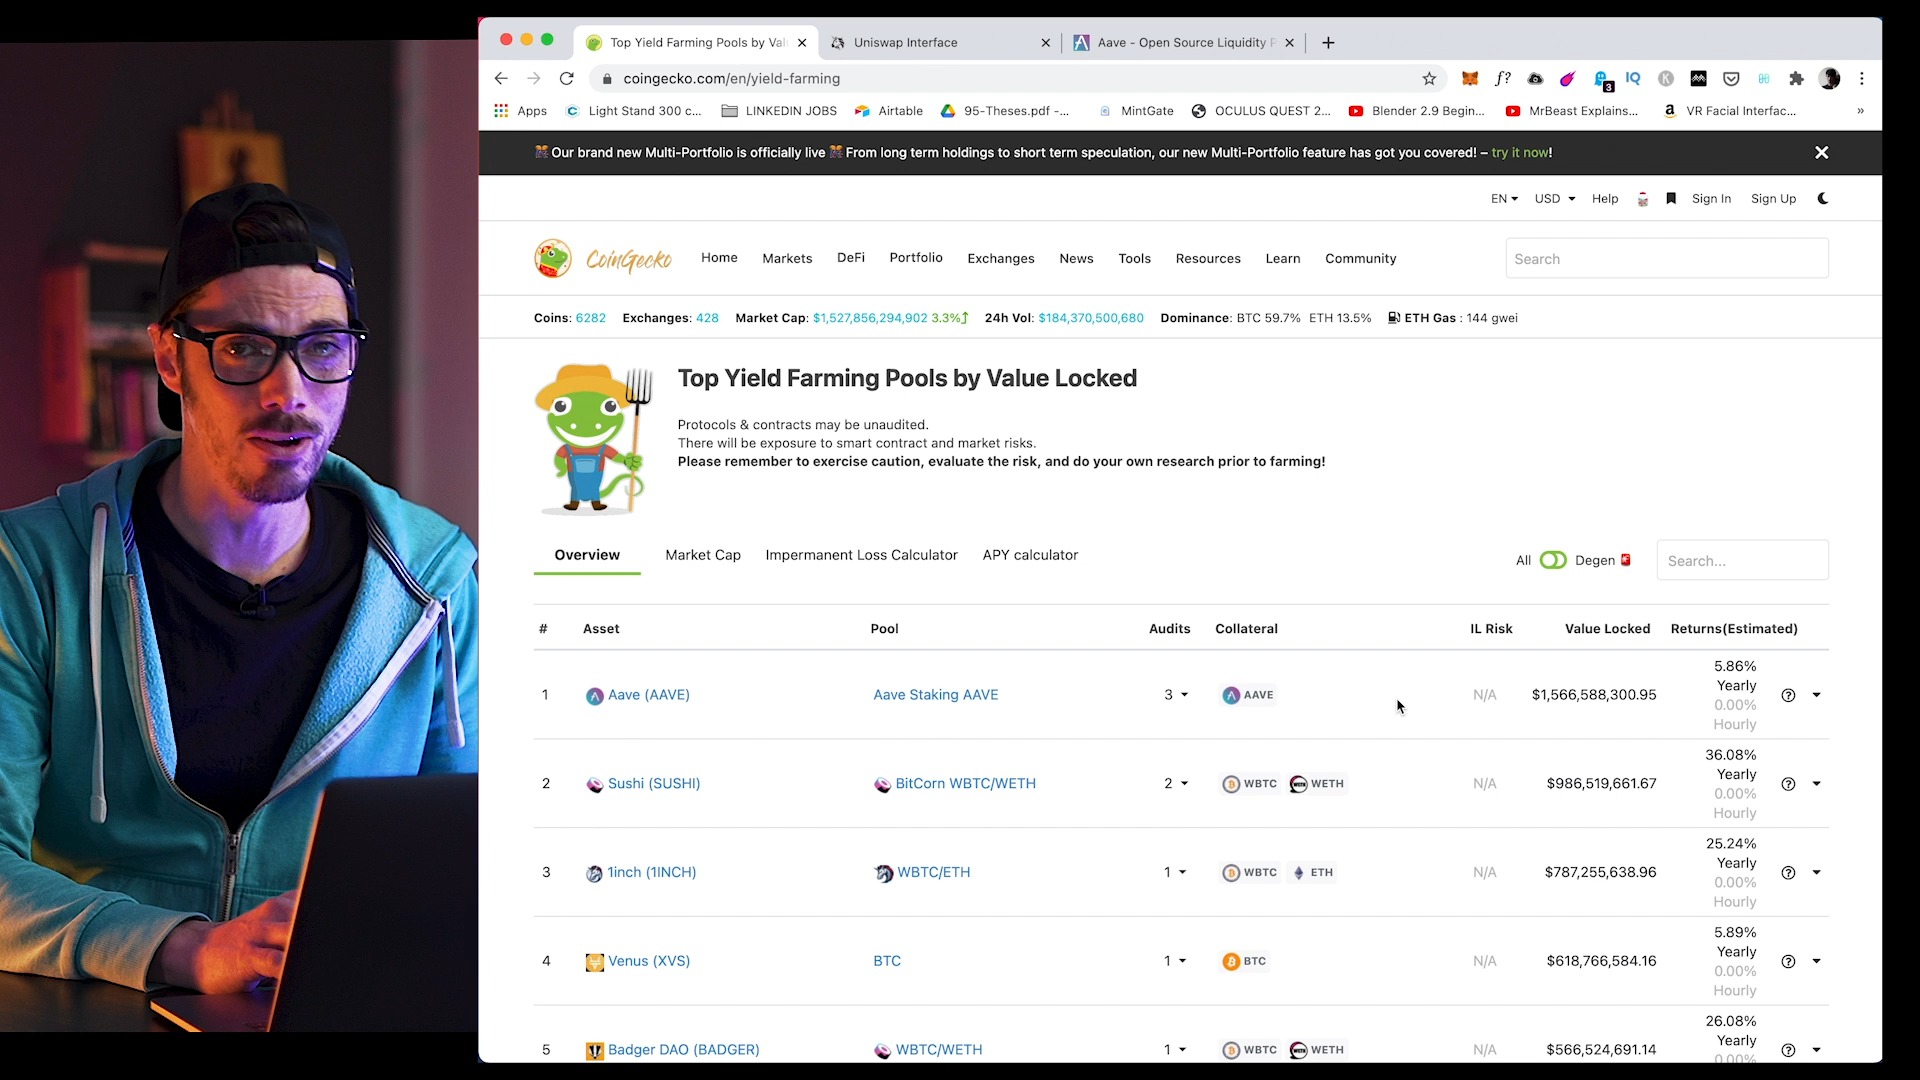 Top Yield Farming Pools by Val
Uniswap Interface
Aave - Open Source Liquidity P
coingecko.com/en/yield-farming
f?
3
IQ
K
Apps
Light Stand 300 c...
LINKEDIN JOBS
Airtable
95-Theses.pdf -...
MintGate
OCULUS QUEST 2...
Blender 2.9 Begin...
MrBeast Explains...
VR Facial Interfac...
»
Our brand new Multi-Portfolio is officially live From long term holdings to short term speculation, our new Multi-Portfolio feature has got you covered! – try it now!
EN USD Help Sign In Sign Up
CoinGecko
Home Markets DeFi Portfolio Exchanges News Tools Resources Learn Community
Search
Coins: 6282 Exchanges: 428 Market Cap: $1,527,856,294,902 3.3% 24h Vol: $184,370,500,680 Dominance: BTC 59.7% ETH 13.5% ETH Gas : 144 gwei
Top Yield Farming Pools by Value Locked
Protocols & contracts may be unaudited.
There will be exposure to smart contract and market risks.
Please remember to exercise caution, evaluate the risk, and do your own research prior to farming!
Overview Market Cap Impermanent Loss Calculator APY calculator
All Degen
Search...
# Asset Pool Audits Collateral IL Risk Value Locked Returns(Estimated)
1 Aave (AAVE) Aave Staking AAVE 3 AAVE N/A $1,566,588,300.95
5.86%
Yearly
0.00%
Hourly
2 Sushi (SUSHI) BitCorn WBTC/WETH 2 WBTC WETH N/A $986,519,661.67
36.08%
Yearly
0.00%
Hourly
3 1inch (1INCH) WBTC/ETH 1 WBTC ETH N/A $787,255,638.96
25.24%
Yearly
0.00%
Hourly
4 Venus (XVS) BTC 1 BTC N/A $618,766,584.16
5.89%
Yearly
0.00%
Hourly
5 Badger DAO (BADGER) WBTC/WETH 1 WBTC WETH N/A $566,524,691.14
26.08%
Yearly
0.00%